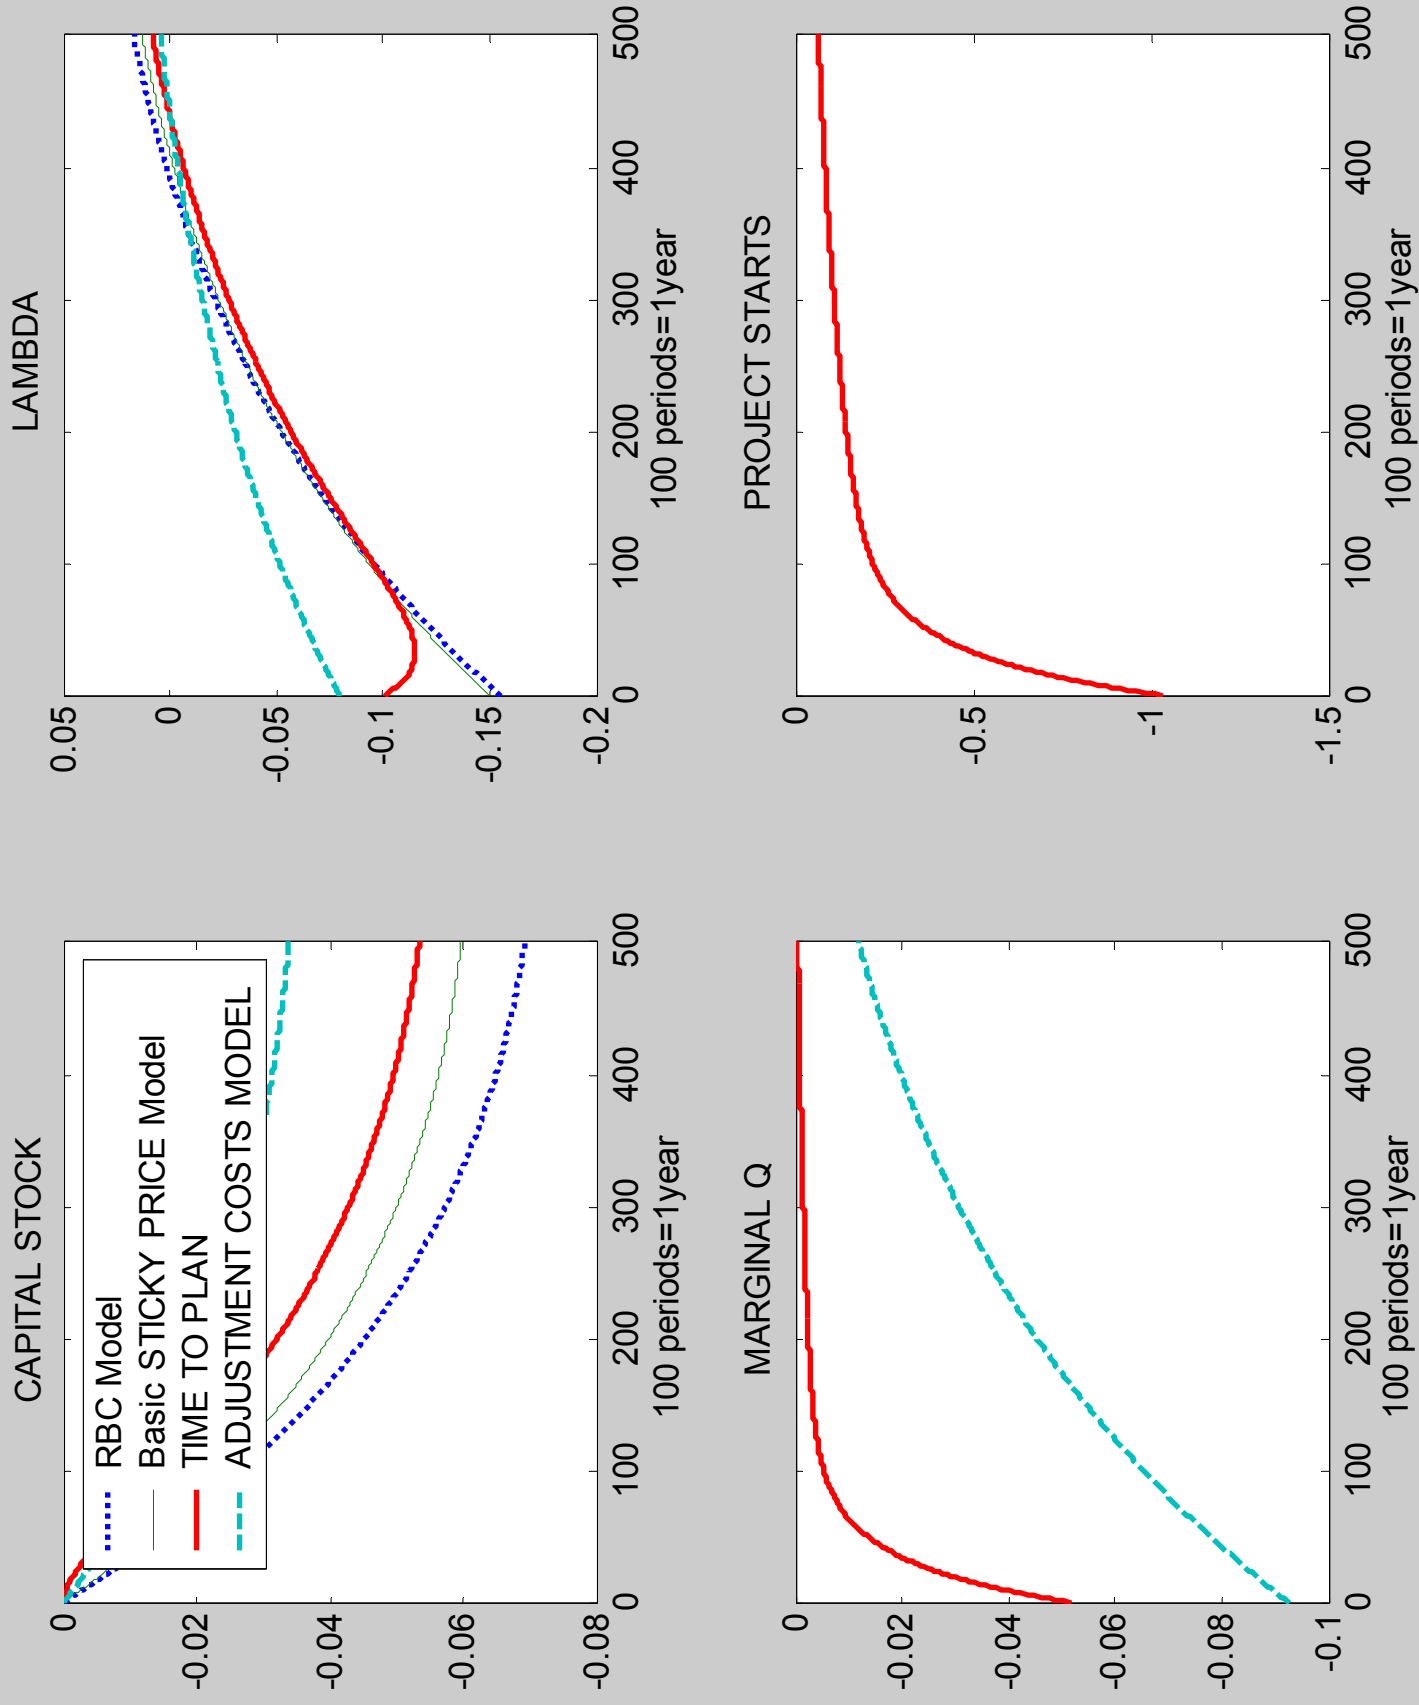 CAPITAL STOCK
0
-0.02
-0.04
-0.06
-0.08
0 100 200 300 400 500
100 periods=1year
RBC Model
Basic STICKY PRICE Model
TIME TO PLAN
ADJUSTMENT COSTS MODEL
LAMBDA
0.05
0
-0.05
-0.1
-0.15
-0.2
0 100 200 300 400 500
100 periods=1year
MARGINAL Q
0
-0.02
-0.04
-0.06
-0.08
-0.1
0 100 200 300 400 500
100 periods=1year
PROJECT STARTS
0
-0.5
-1
-1.5
0 100 200 300 400 500
100 periods=1year